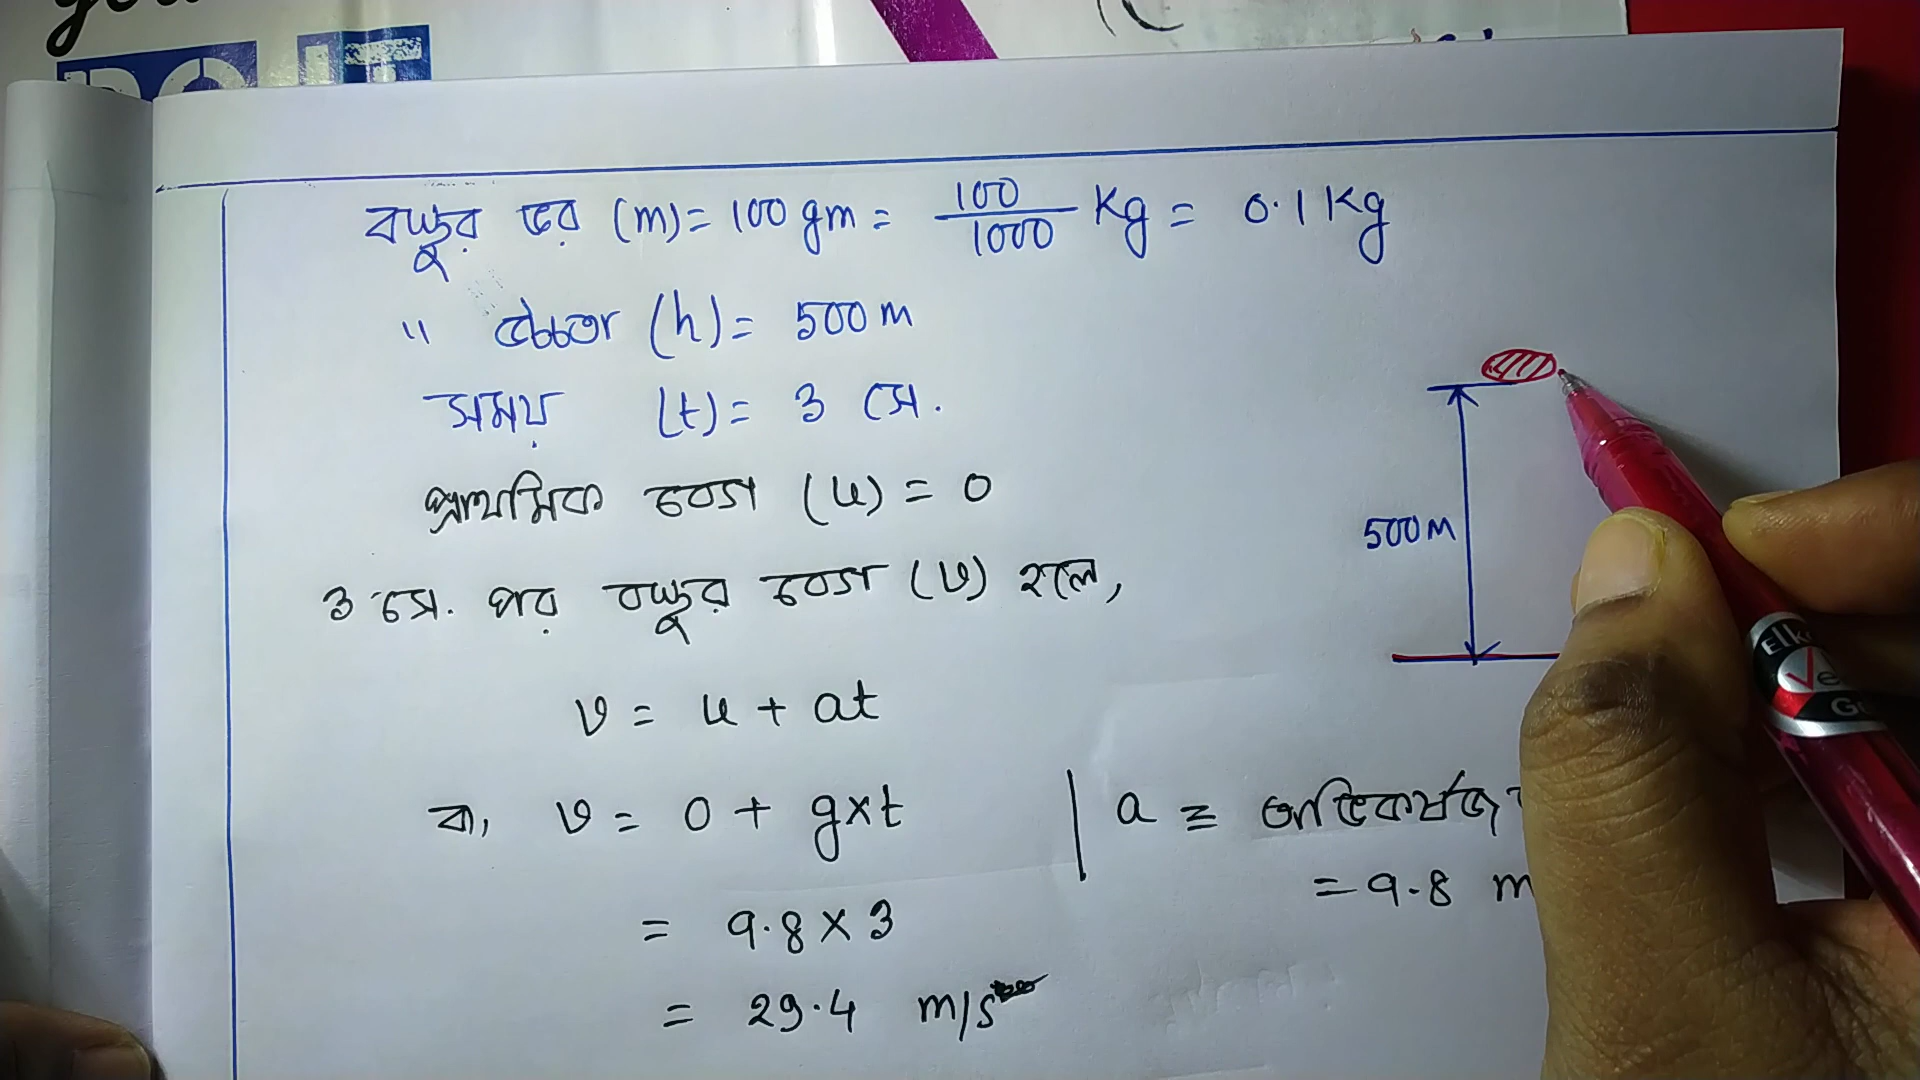 বস্তুর ভর (m) = 100 gm = 100/1000 Kg = 0.1 Kg
" উচ্চতা (h) = 500 m
সময় (t) = 3 সে.
500 m
প্রাথমিক বেগ (u) = 0
3 সে. পর বস্তুর বেগ (v) হলে,
v = u + at
বা, v = 0 + g×t
a = অভিকর্ষজ
= 9.8 × 3
= 9.8 m
= 29.4 m/s